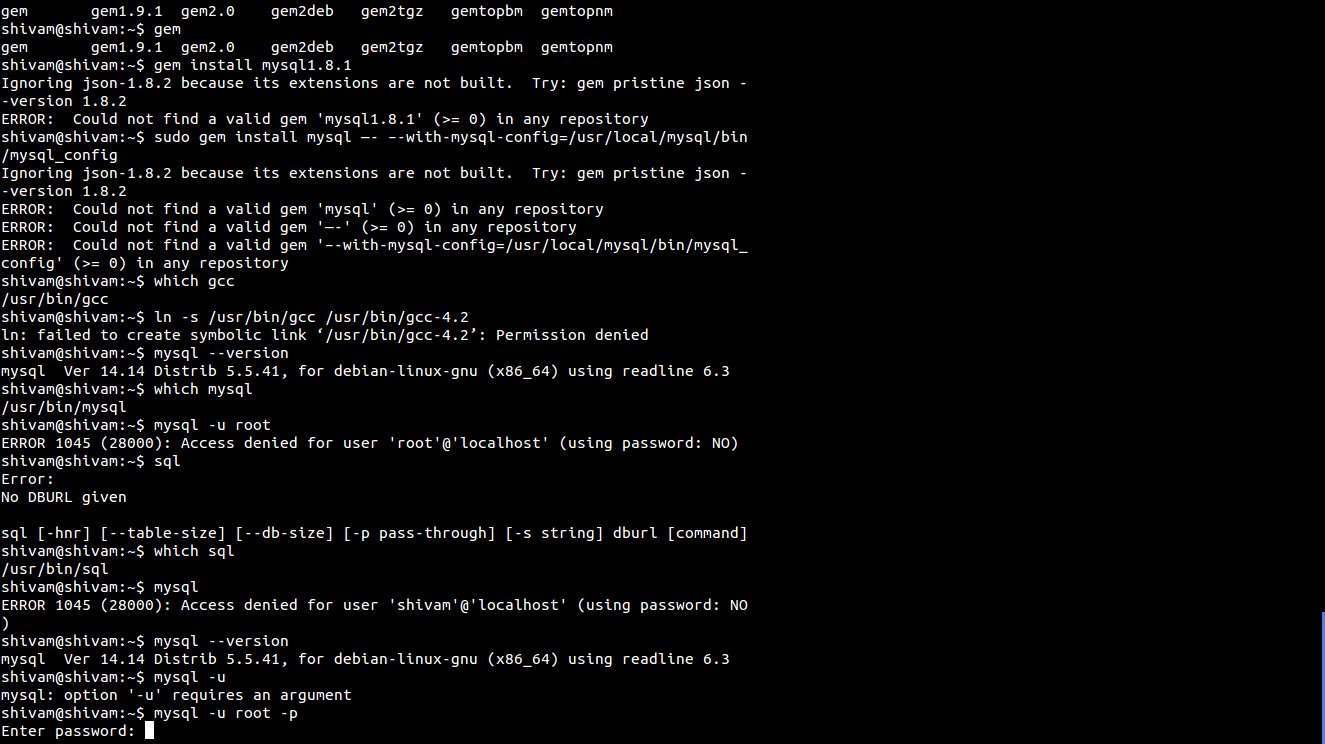 gem       gem1.9.1  gem2.0    gem2deb   gem2tgz   gemtopbm  gemtopnm
shivam@shivam:~$ gem
gem       gem1.9.1  gem2.0    gem2deb   gem2tgz   gemtopbm  gemtopnm
shivam@shivam:~$ gem install mysql1.8.1
Ignoring json-1.8.2 because its extensions are not built.  Try: gem pristine json -
-version 1.8.2
ERROR:  Could not find a valid gem 'mysql1.8.1' (>= 0) in any repository
shivam@shivam:~$ sudo gem install mysql —- –-with-mysql-config=/usr/local/mysql/bin
/mysql_config
Ignoring json-1.8.2 because its extensions are not built.  Try: gem pristine json -
-version 1.8.2
ERROR:  Could not find a valid gem 'mysql' (>= 0) in any repository
ERROR:  Could not find a valid gem '—-' (>= 0) in any repository
ERROR:  Could not find a valid gem '–-with-mysql-config=/usr/local/mysql/bin/mysql_
config' (>= 0) in any repository
shivam@shivam:~$ which gcc
/usr/bin/gcc
shivam@shivam:~$ ln -s /usr/bin/gcc /usr/bin/gcc-4.2
ln: failed to create symbolic link ‘/usr/bin/gcc-4.2’: Permission denied
shivam@shivam:~$ mysql --version
mysql  Ver 14.14 Distrib 5.5.41, for debian-linux-gnu (x86_64) using readline 6.3
shivam@shivam:~$ which mysql
/usr/bin/mysql
shivam@shivam:~$ mysql -u root
ERROR 1045 (28000): Access denied for user 'root'@'localhost' (using password: NO)
shivam@shivam:~$ sql
Error:
No DBURL given

sql [-hnr] [--table-size] [--db-size] [-p pass-through] [-s string] dburl [command]
shivam@shivam:~$ which sql
/usr/bin/sql
shivam@shivam:~$ mysql
ERROR 1045 (28000): Access denied for user 'shivam'@'localhost' (using password: NO
)
shivam@shivam:~$ mysql --version
mysql  Ver 14.14 Distrib 5.5.41, for debian-linux-gnu (x86_64) using readline 6.3
shivam@shivam:~$ mysql -u
mysql: option '-u' requires an argument
shivam@shivam:~$ mysql -u root -p
Enter password: